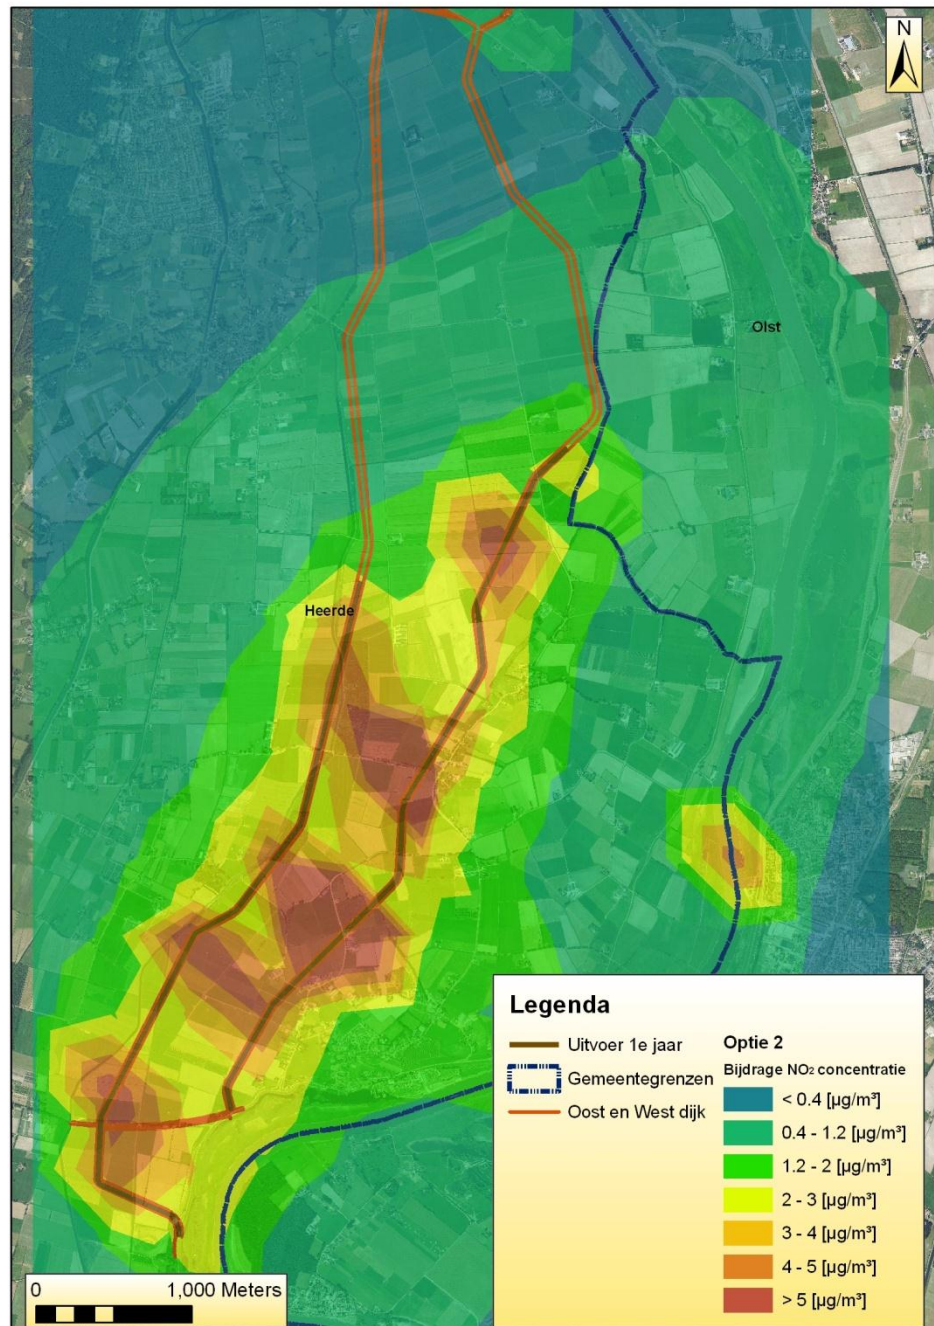 N
Olst
Heerde
Legenda
Uitvoer 1e jaar
Gemeentegrenzen
Oost en West dijk
Optie 2
Bijdrage NO₂ concentratie
< 0.4 [µg/m³]
0.4 - 1.2 [µg/m³]
1.2 - 2 [µg/m³]
2 - 3 [µg/m³]
3 - 4 [µg/m³]
4 - 5 [µg/m³]
> 5 [µg/m³]
0 1,000 Meters